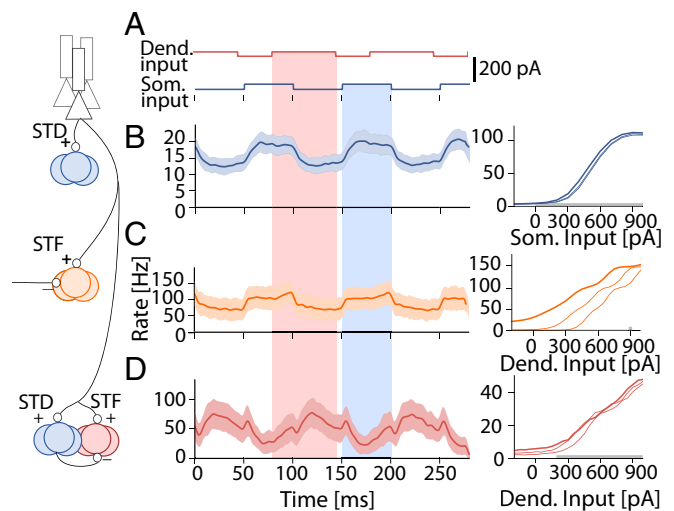 A
Dend.
input
Som.
input
200 pA
STD
+
B
20
15
10
5
0
100
50
0
0 300 600 900
Som. Input [pA]
STF
+
−
C
Rate [Hz]
150
100
50
0
150
100
50
0
0 300 600 900
Dend. Input [pA]
D
STD STF
+ +
−
100
50
0
0 50 100 150 200 250
Time [ms]
40
20
0
0 300 600 900
Dend. Input [pA]